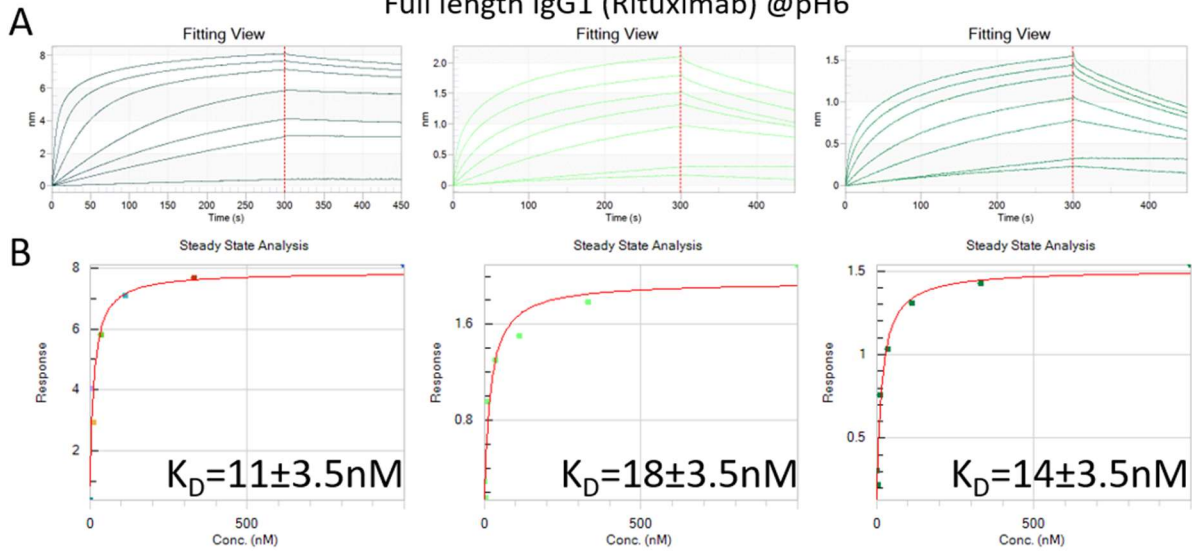 Full length IgG1 (Rituximab) @pH6
A
Fitting View
Fitting View
Fitting View
8
6
4
2
0
nm
0 50 100 150 200 250 300 350 400 450
Time (s)
2.0
1.5
1.0
0.5
0
nm
0 100 200 300 400
Time (s)
1.5
1.0
0.5
0
nm
0 100 200 300 400
Time (s)
B
Steady State Analysis
Steady State Analysis
Steady State Analysis
8
6
4
2
Response
K_D=11±3.5nM
0 500
Conc. (nM)
1.6
0.8
Response
K_D=18±3.5nM
0 500
Conc. (nM)
1.5
1
0.5
Response
K_D=14±3.5nM
0 500
Conc. (nM)